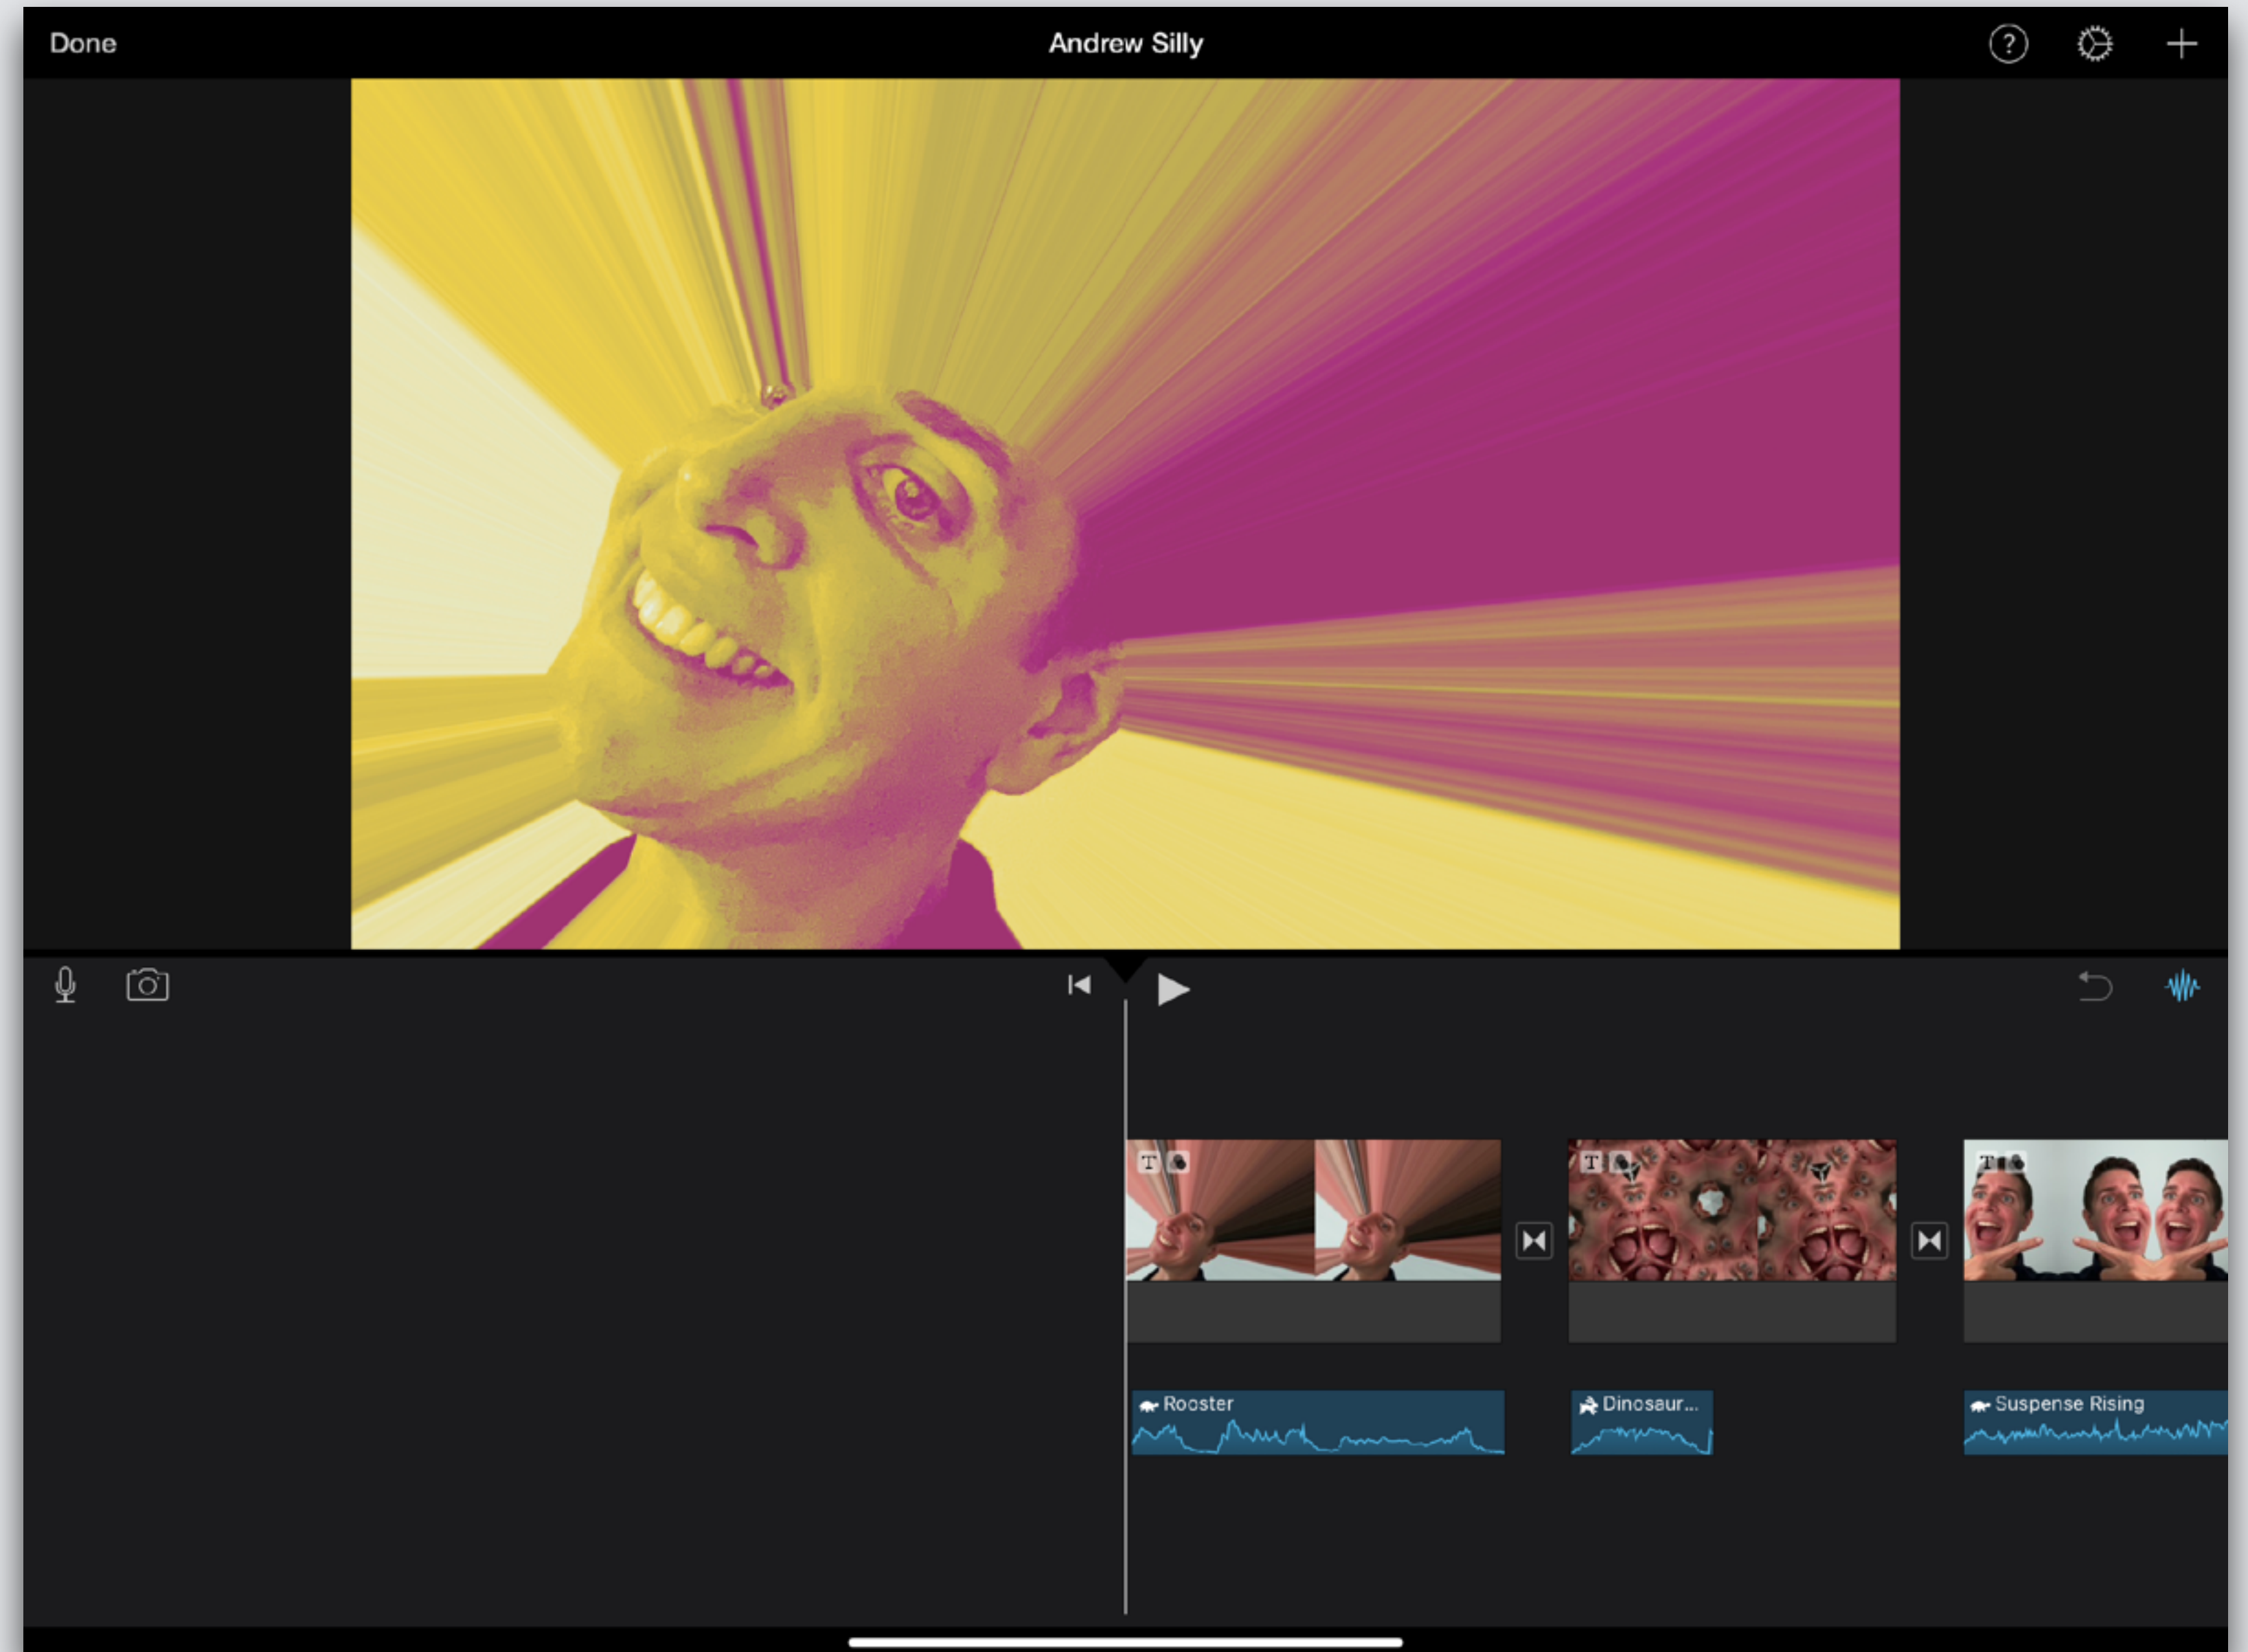 Done
Andrew Silly
?
T
T
T
Rooster
Dinosaur...
Suspense Rising